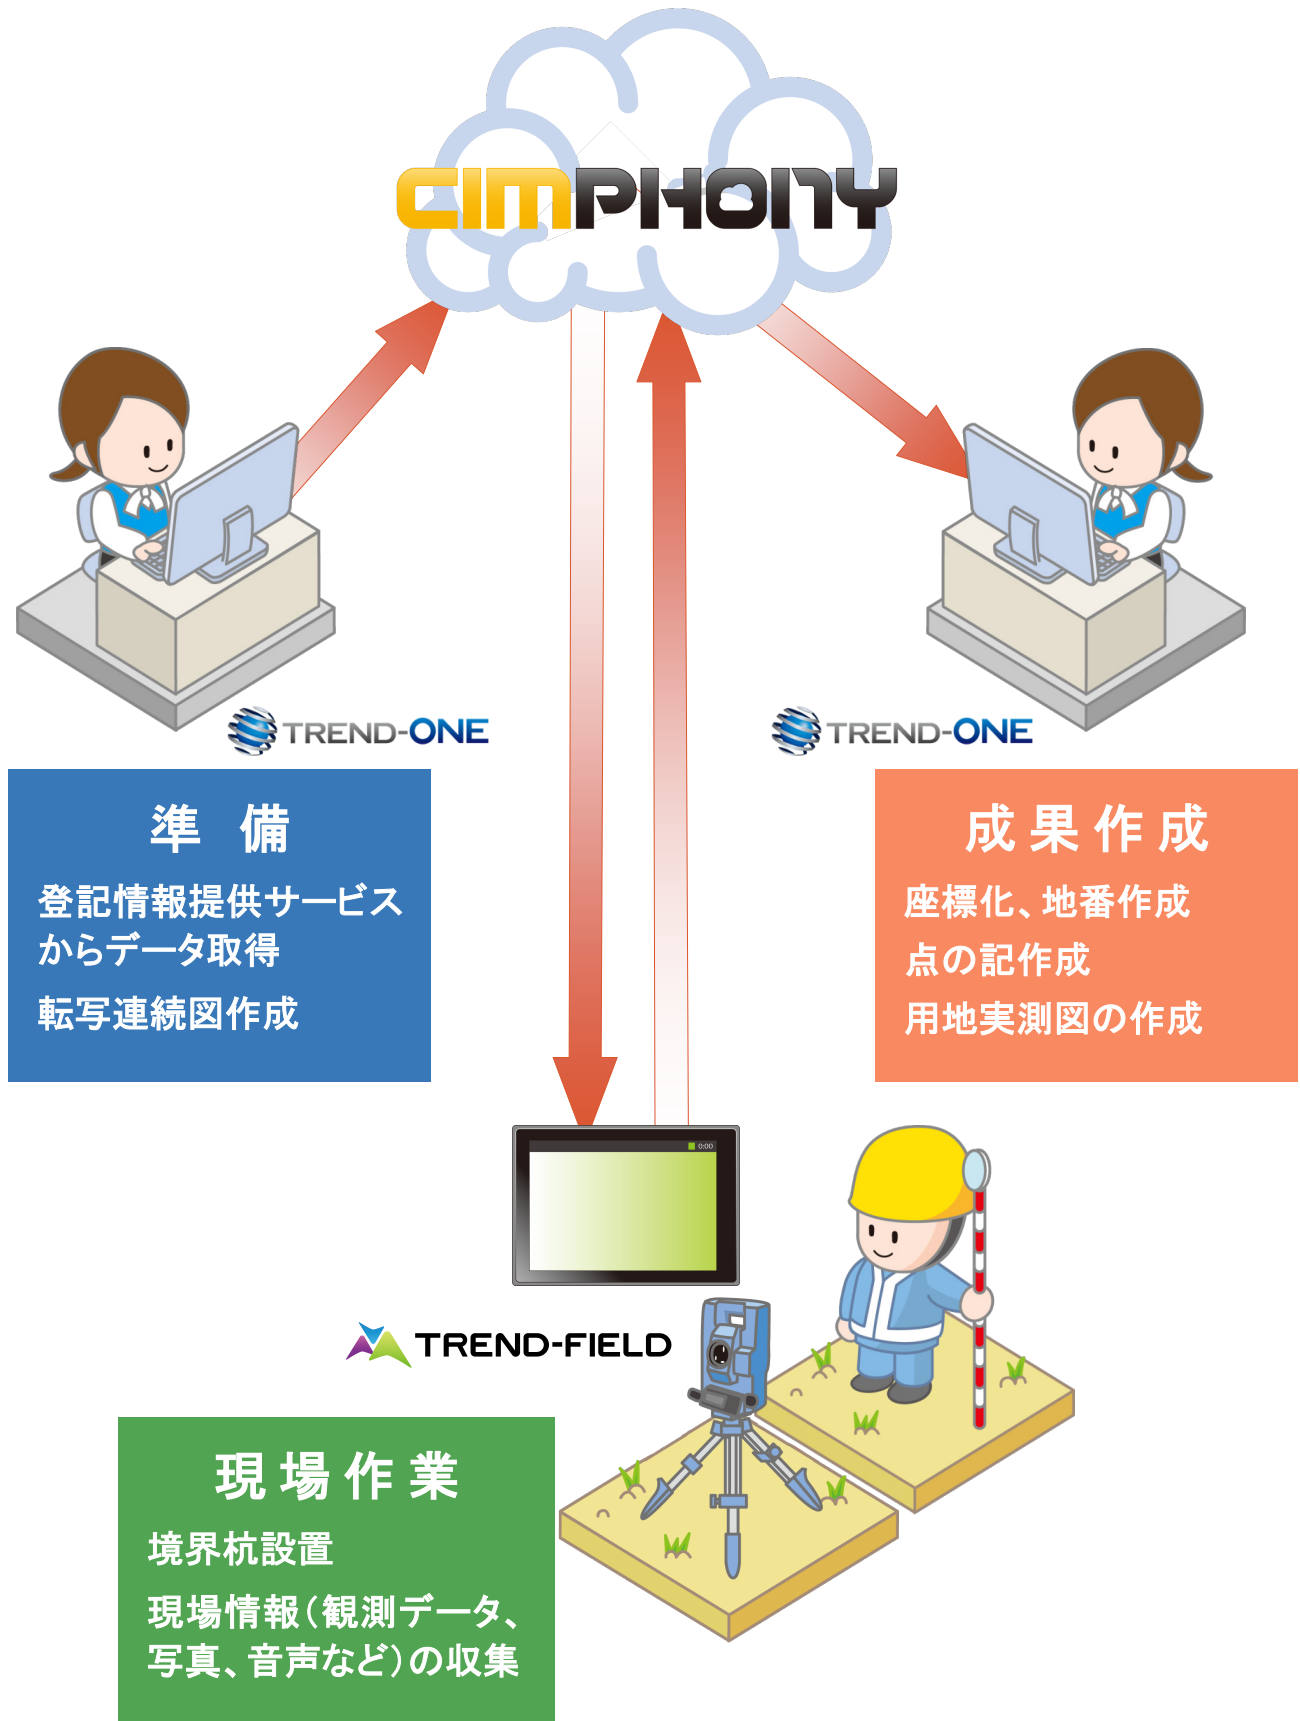 CIMPHONY
TREND-ONE
TREND-ONE
準 備
登記情報提供サービス
からデータ取得
転写連続図作成
成果作成
座標化、地番作成
点の記作成
用地実測図の作成
0:00
TREND-FIELD
現場作業
境界杭設置
現場情報(観測データ、
写真、音声など)の収集